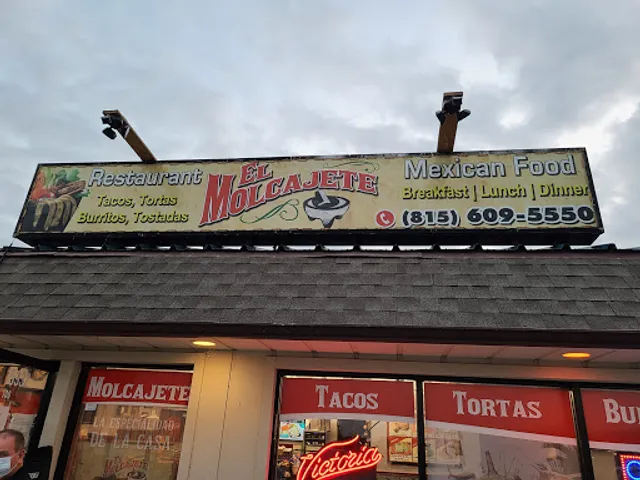 Restaurant
Tacos, Tortas
Burritos, Tostadas
EL
MOLCAJETE
Mexican Food
Breakfast | Lunch | Dinner
(815) 609-5550
MOLCAJETE
LA ESPECIALIDAD
DE LA CASA
TACOS
TORTAS
Victoria